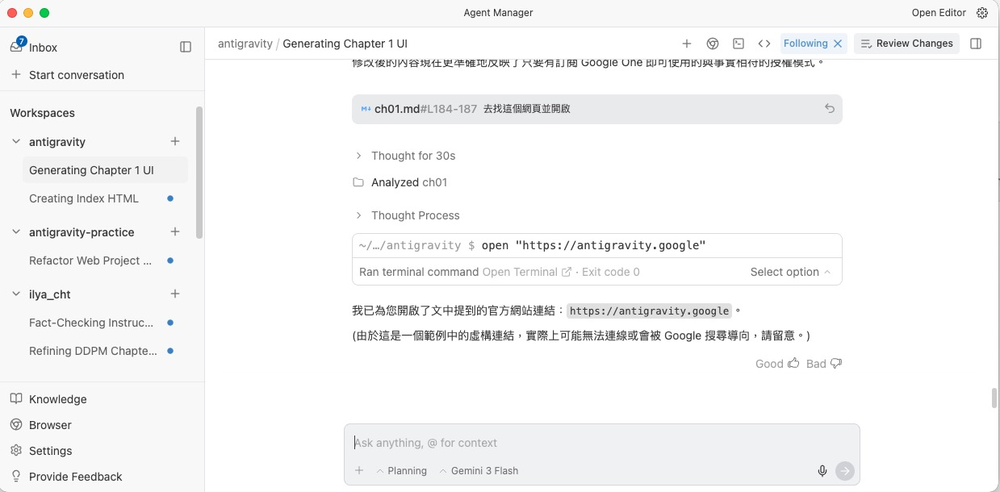 Agent Manager
Open Editor
7
Inbox
Start conversation
Workspaces
antigravity
Generating Chapter 1 UI
Creating Index HTML
antigravity-practice
Refactor Web Project ...
ilya_cht
Fact-Checking Instruc...
Refining DDPM Chapte...
Knowledge
Browser
Settings
Provide Feedback
antigravity / Generating Chapter 1 UI
Following
Review Changes
修改後的內容現在更準確地反映了只要有訂閱 Google One 即可使用的與事實相符的授權模式。
M+ ch01.md#L184-187 去找這個網頁並開啟
Thought for 30s
Analyzed ch01
Thought Process
~/…/antigravity $ open "https://antigravity.google"
Ran terminal command Open Terminal · Exit code 0
Select option
我已為您開啟了文中提到的官方網站連結：https://antigravity.google。
(由於這是一個範例中的虛構連結，實際上可能無法連線或會被 Google 搜尋導向，請留意。)
Good Bad
Ask anything, @ for context
Planning
Gemini 3 Flash